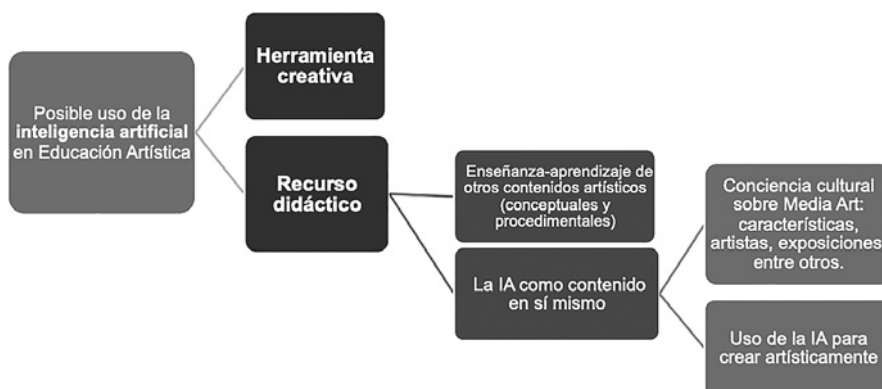 Herramienta
creativa
Posible uso de la
inteligencia artificial
en Educación Artística
Recurso
didáctico
Enseñanza-aprendizaje de
otros contenidos artísticos
(conceptuales y
procedimentales)
La IA como contenido
en sí mismo
Conciencia cultural
sobre Media Art:
características,
artistas, exposiciones
entre otros.
Uso de la IA para
crear artísticamente